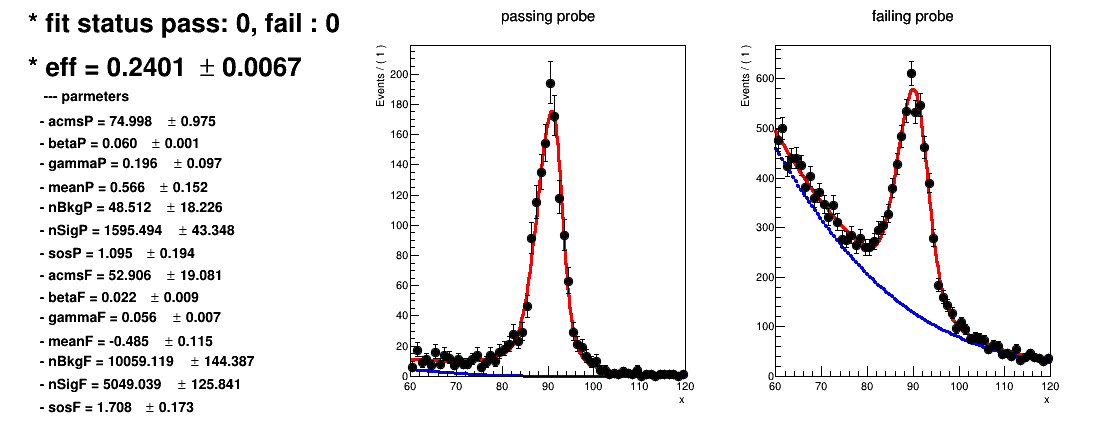 * fit status pass: 0, fail : 0
* eff = 0.2401 ± 0.0067
--- parmeters
- acmsP = 74.998 ± 0.975
- betaP = 0.060 ± 0.001
- gammaP = 0.196 ± 0.097
- meanP = 0.566 ± 0.152
- nBkgP = 48.512 ± 18.226
- nSigP = 1595.494 ± 43.348
- sosP = 1.095 ± 0.194
- acmsF = 52.906 ± 19.081
- betaF = 0.022 ± 0.009
- gammaF = 0.056 ± 0.007
- meanF = -0.485 ± 0.115
- nBkgF = 10059.119 ± 144.387
- nSigF = 5049.039 ± 125.841
- sosF = 1.708 ± 0.173
passing probe
Events / ( 1 )
200
180
160
140
120
100
80
60
40
20
0
60 70 80 90 100 110 120
x
failing probe
Events / ( 1 )
600
500
400
300
200
100
0
60 70 80 90 100 110 120
x